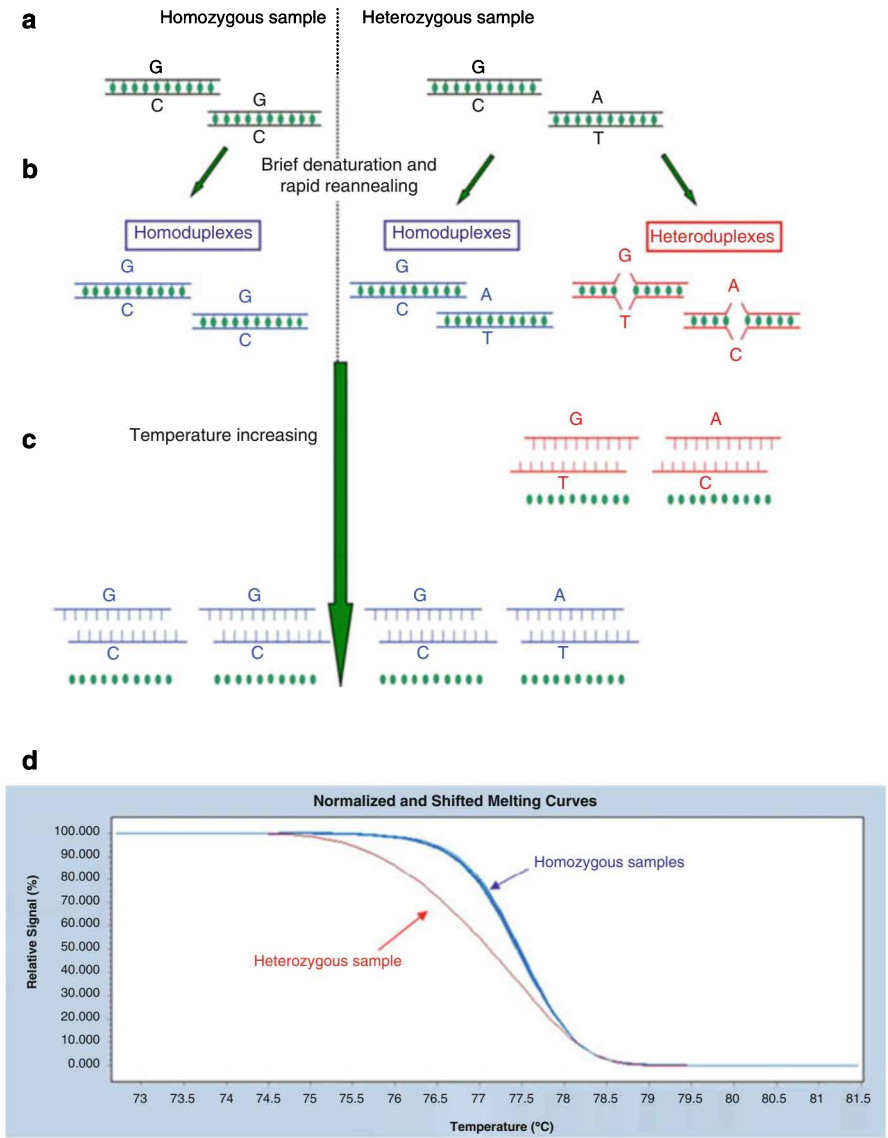 a
Homozygous sample
Heterozygous sample
G
C
G
C
G
C
A
T
b
Brief denaturation and
rapid reannealing
Homoduplexes
Homoduplexes
Heteroduplexes
G
C
G
C
G
C
A
T
G
T
A
C
c
Temperature increasing
G
T
A
C
G
C
G
C
G
C
A
T
d
Normalized and Shifted Melting Curves
Relative Signal (%)
100.000
90.000
80.000
70.000
60.000
50.000
40.000
30.000
20.000
10.000
0.000
Homozygous samples
Heterozygous sample
73 73.5 74 74.5 75 75.5 76 76.5 77 77.5 78 78.5 79 79.5 80 80.5 81 81.5
Temperature (ºC)